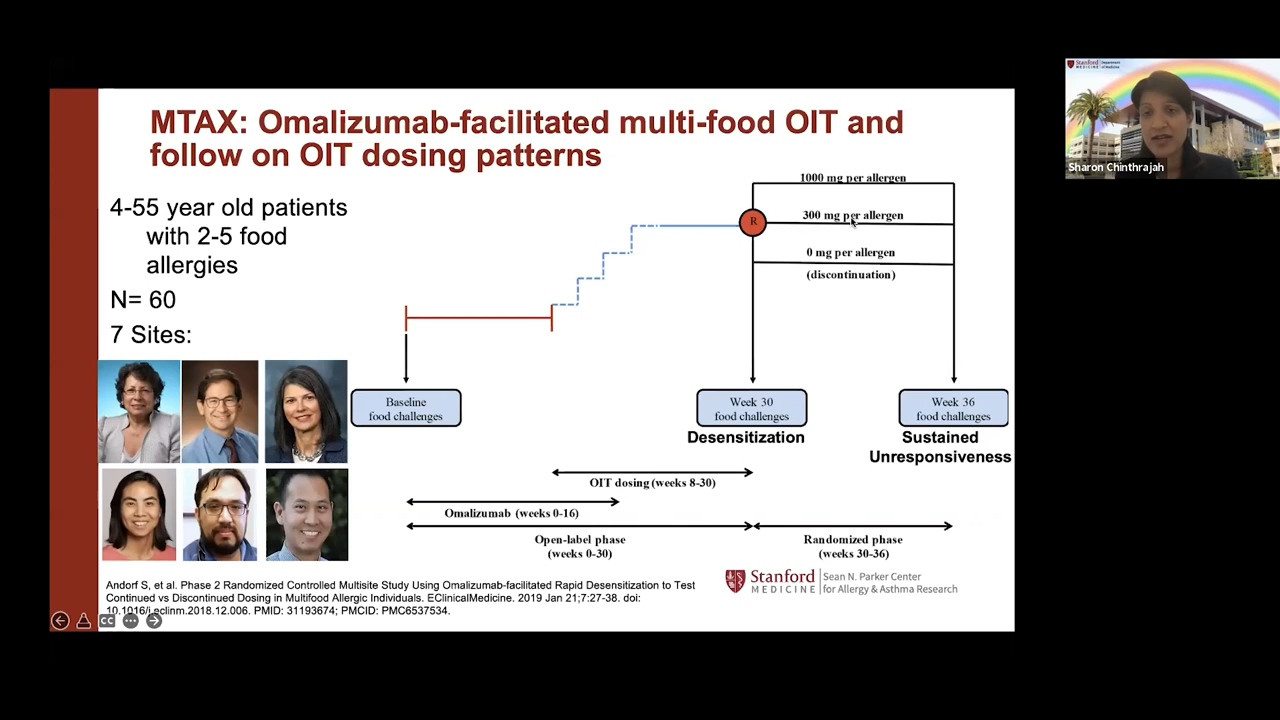 MTAX: Omalizumab-facilitated multi-food OIT and
follow on OIT dosing patterns
4-55 year old patients
with 2-5 food
allergies
N= 60
7 Sites:
1000 mg per allergen
R
300 mg per allergen
0 mg per allergen
(discontinuation)
Baseline
food challenges
Week 30
food challenges
Desensitization
Week 36
food challenges
Sustained
Unresponsiveness
OIT dosing (weeks 8-30)
Omalizumab (weeks 0-16)
Open-label phase
(weeks 0-30)
Randomized phase
(weeks 30-36)
Andorf S, et al. Phase 2 Randomized Controlled Multisite Study Using Omalizumab-facilitated Rapid Desensitization to Test
Continued vs Discontinued Dosing in Multifood Allergic Individuals. EClinicalMedicine. 2019 Jan 21;7:27-38. doi:
10.1016/j.eclinm.2018.12.006. PMID: 31193674; PMCID: PMC6537534.
Stanford
MEDICINE
Sean N. Parker Center
for Allergy & Asthma Research
CC
Stanford
MEDICINE
Department
of Medicine
Sharon Chinthrajah